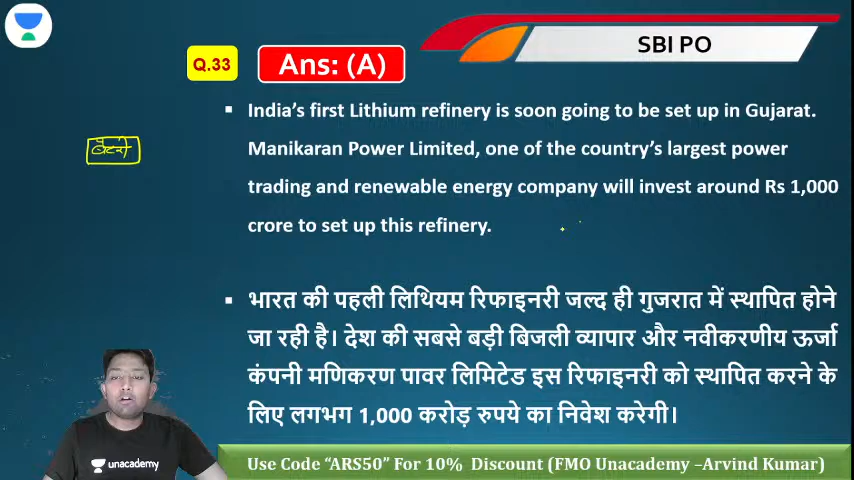 SBI PO
Q.33
Ans: (A)
▪ India's first Lithium refinery is soon going to be set up in Gujarat.
Manikaran Power Limited, one of the country's largest power
trading and renewable energy company will invest around Rs 1,000
crore to set up this refinery.
बैटरी
▪ भारत की पहली लिथियम रिफाइनरी जल्द ही गुजरात में स्थापित होने
जा रही है। देश की सबसे बड़ी बिजली व्यापार और नवीकरणीय ऊर्जा
कंपनी मणिकरण पावर लिमिटेड इस रिफाइनरी को स्थापित करने के
लिए लगभग 1,000 करोड़ रुपये का निवेश करेगी।
unacademy
Use Code “ARS50” For 10% Discount (FMO Unacademy –Arvind Kumar)